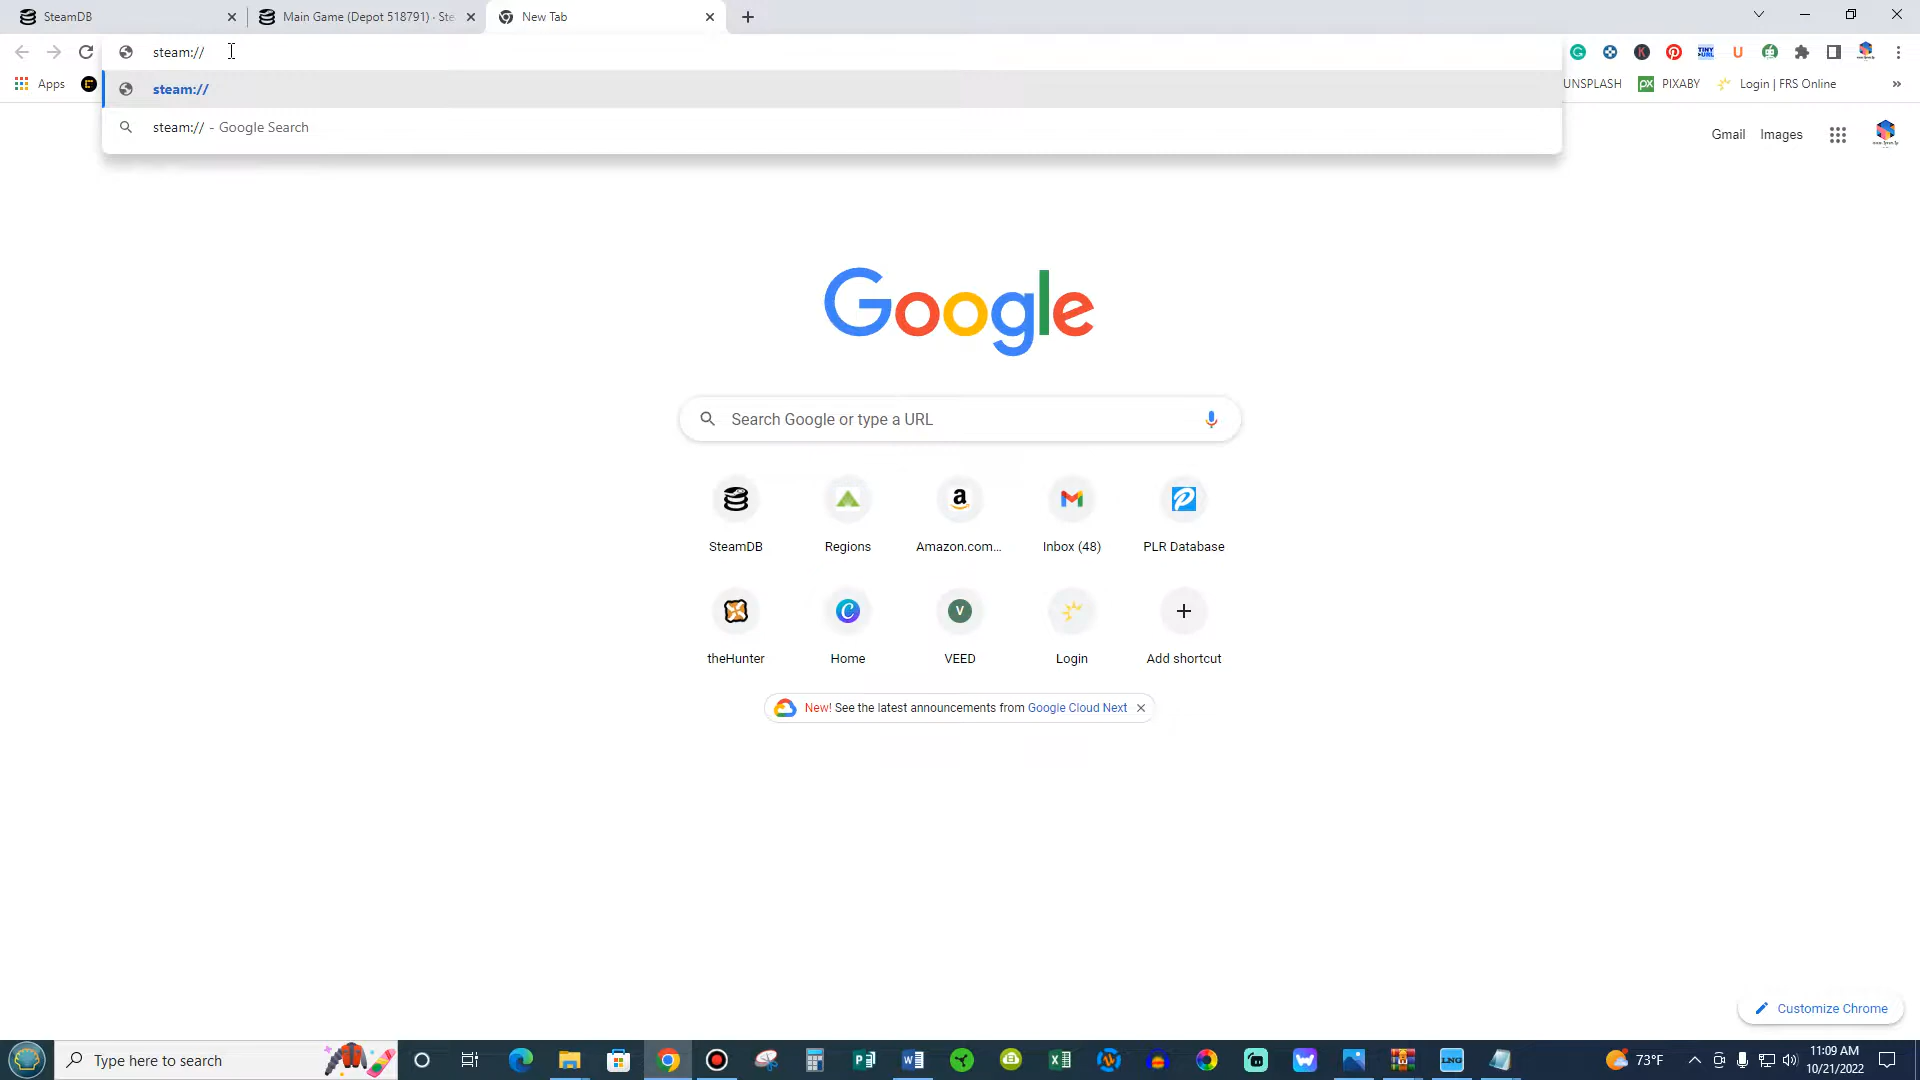 SteamDB
Main Game (Depot 518791) · Ste
New Tab
steam://
Apps
UNSPLASH
px PIXABY
Login | FRS Online
steam://
steam:// - Google Search
Gmail
Images
Google
Search Google or type a URL
SteamDB
Regions
Amazon.com...
Inbox (48)
PLR Database
theHunter
Home
VEED
Login
Add shortcut
New! See the latest announcements from Google Cloud Next
Customize Chrome
Type here to search
LNG
73°F
11:09 AM
10/21/2022